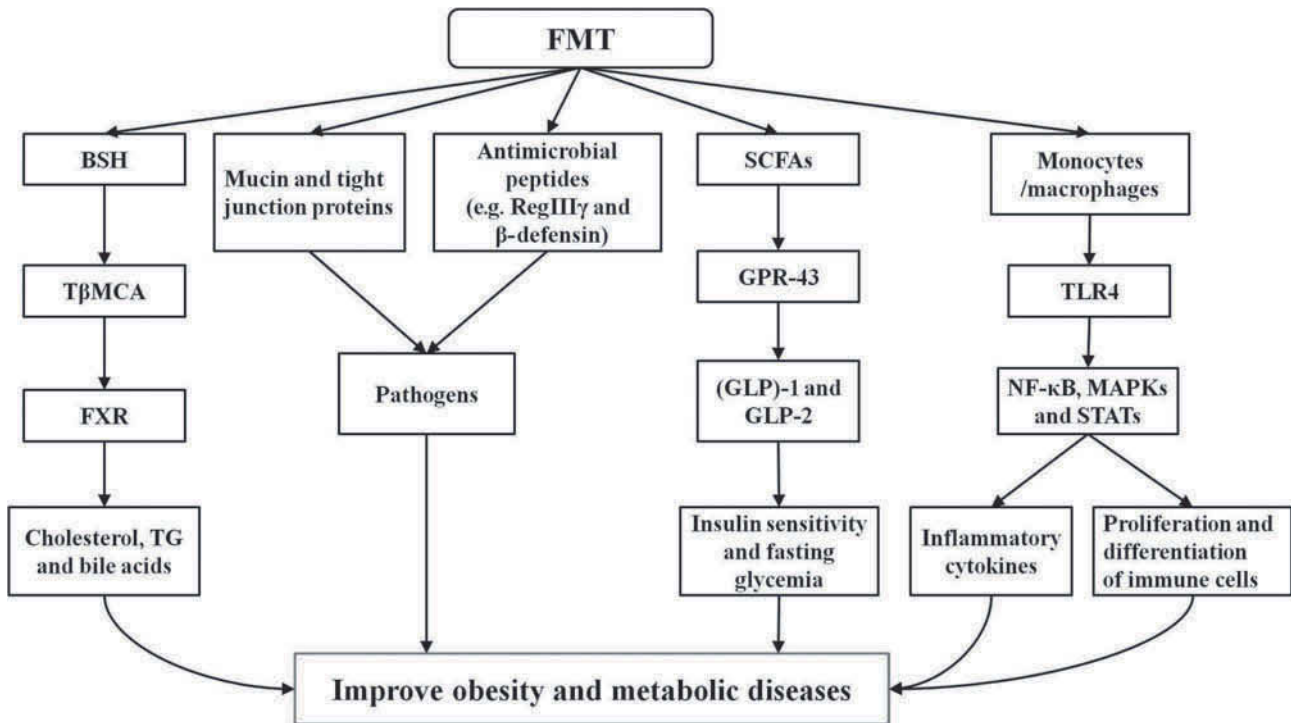 FMT
BSH
Mucin and tight
junction proteins
Antimicrobial
peptides
(e.g. RegIIIγ and
β-defensin)
SCFAs
Monocytes
/macrophages
TβMCA
GPR-43
TLR4
FXR
Pathogens
(GLP)-1 and
GLP-2
NF-κB, MAPKs
and STATs
Cholesterol, TG
and bile acids
Insulin sensitivity
and fasting
glycemia
Inflammatory
cytokines
Proliferation and
differentiation
of immune cells
Improve obesity and metabolic diseases